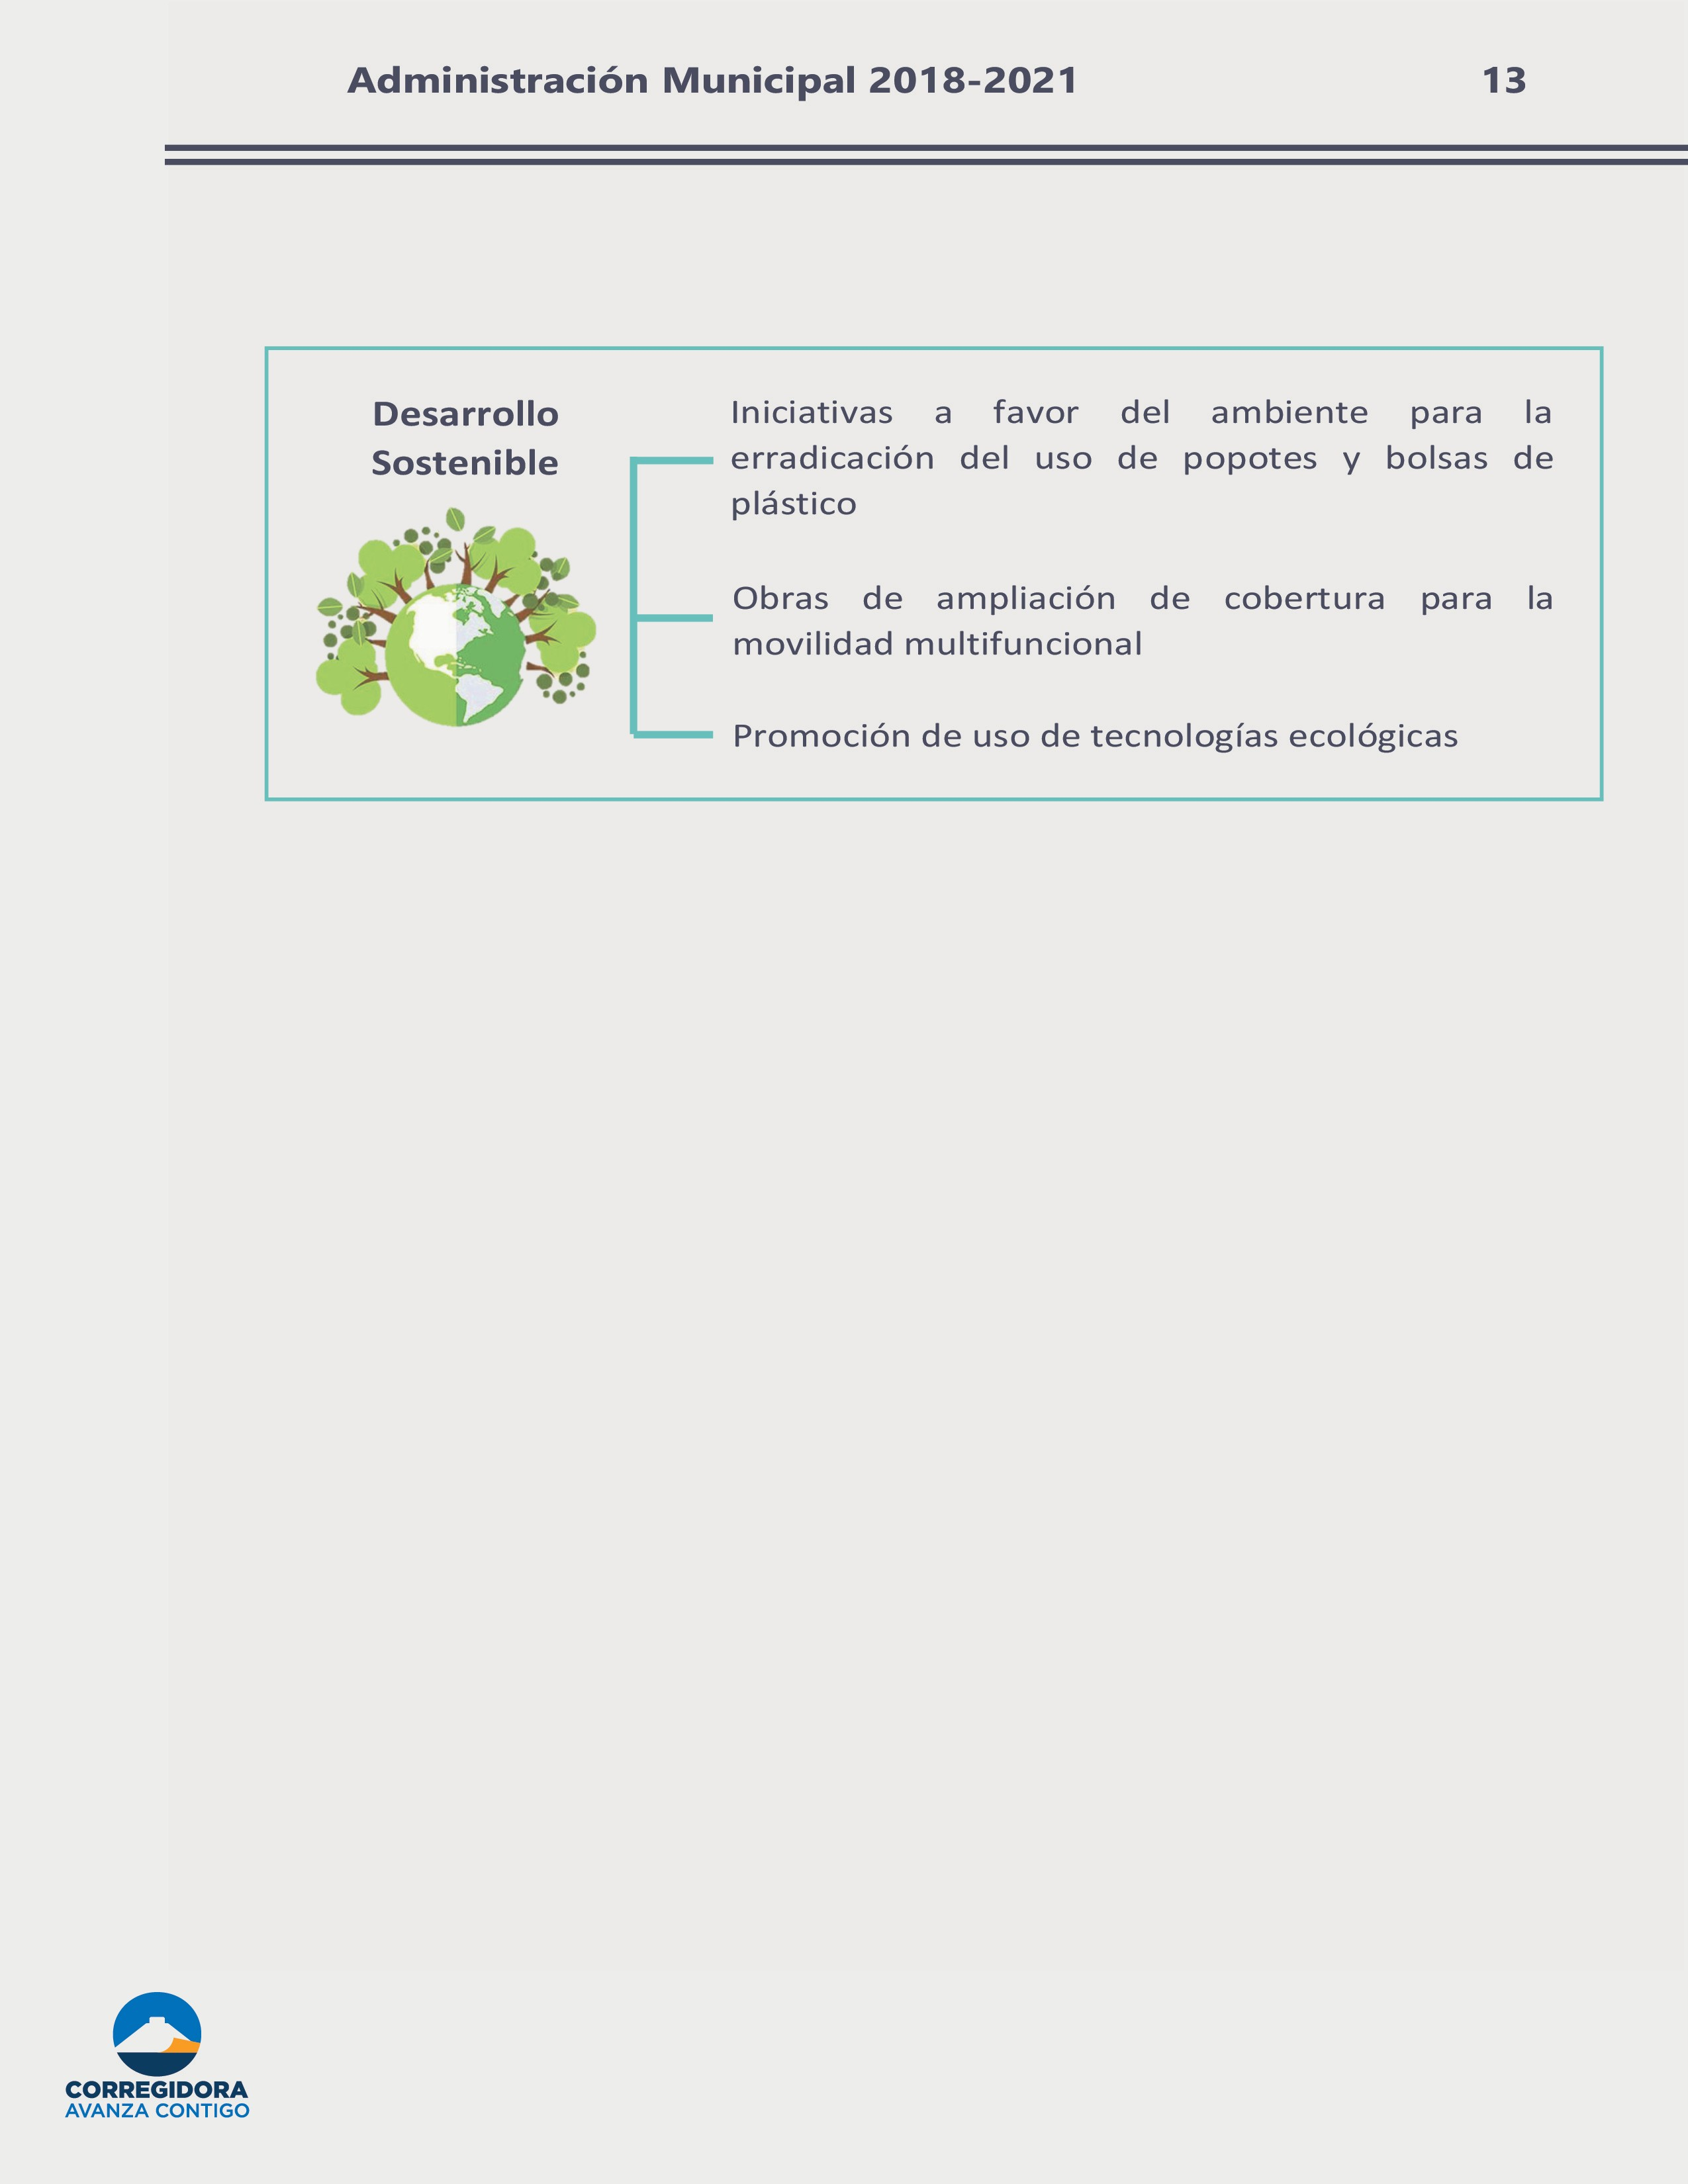 Administración Municipal 2018-2021 13
Desarrollo
Sostenible
Iniciativas a favor del ambiente para la
erradicación del uso de popotes y bolsas de
plástico
Obras de ampliación de cobertura para la
movilidad multifuncional
Promoción de uso de tecnologías ecológicas
CORREGIDORA
AVANZA CONTIGO